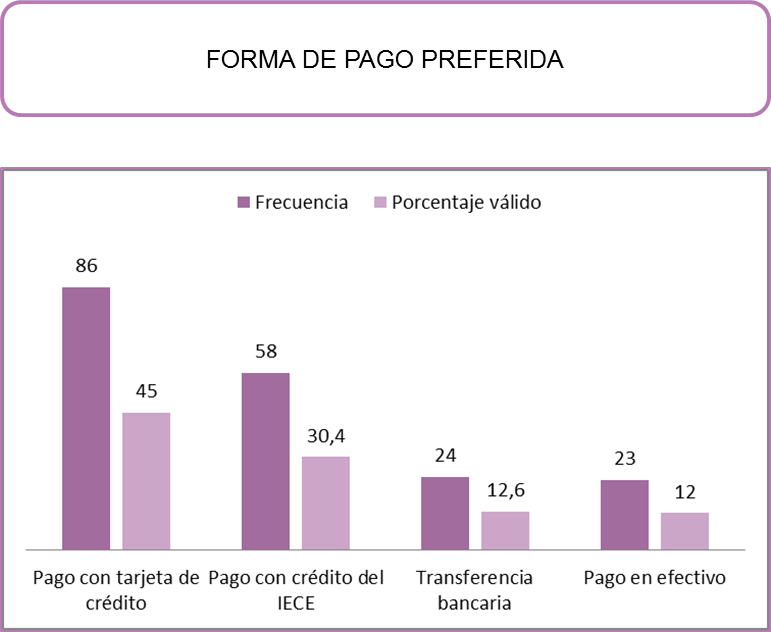 FORMA DE PAGO PREFERIDA
Frecuencia Porcentaje válido
86
45
58
30,4
24
12,6
23
12
Pago con tarjeta de crédito
Pago con crédito del IECE
Transferencia bancaria
Pago en efectivo